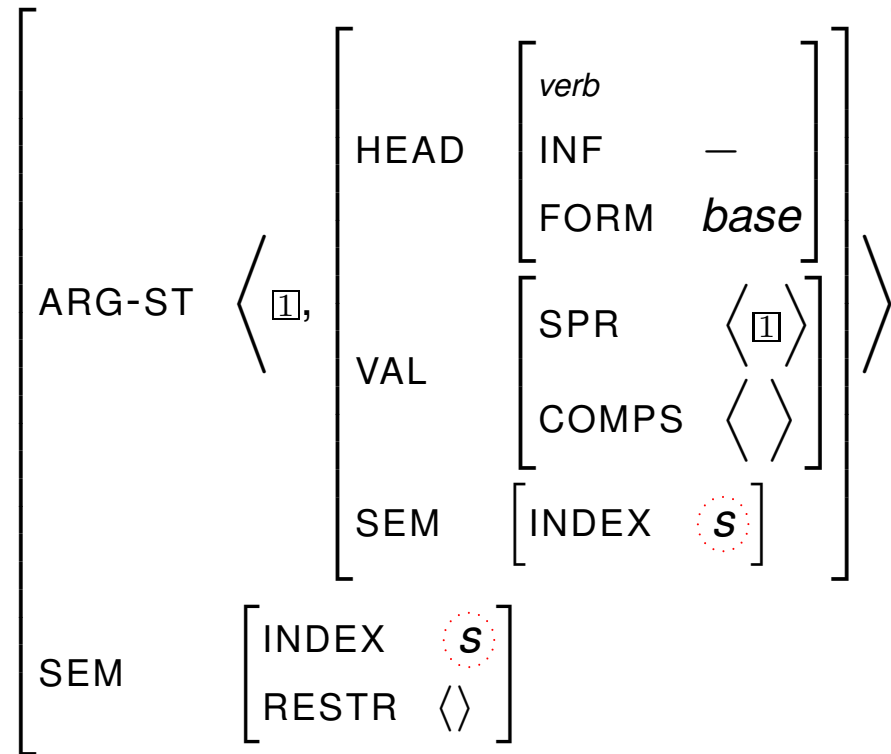 verb
HEAD INF —
FORM base
ARG-ST ⟨ 1,
SPR ⟨ 1 ⟩
VAL
COMPS ⟨ ⟩ ⟩
SEM [INDEX s]
INDEX s
SEM
RESTR ⟨⟩